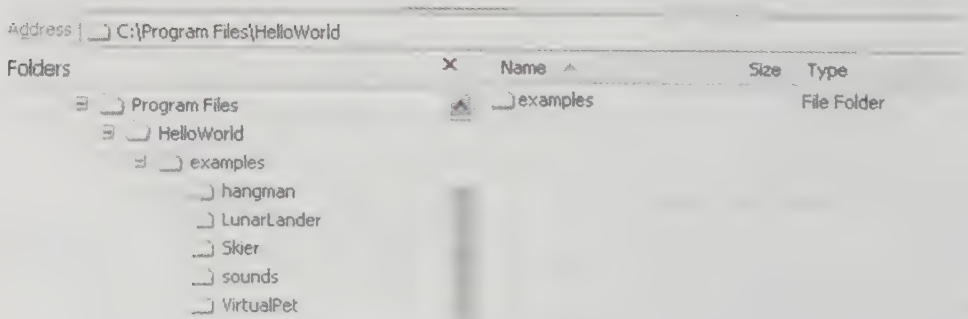 Address C:\Program Files\HelloWorld
Folders × Name Size Type
Program Files examples File Folder
HelloWorld
examples
hangman
LunarLander
Skier
sounds
VirtualPet